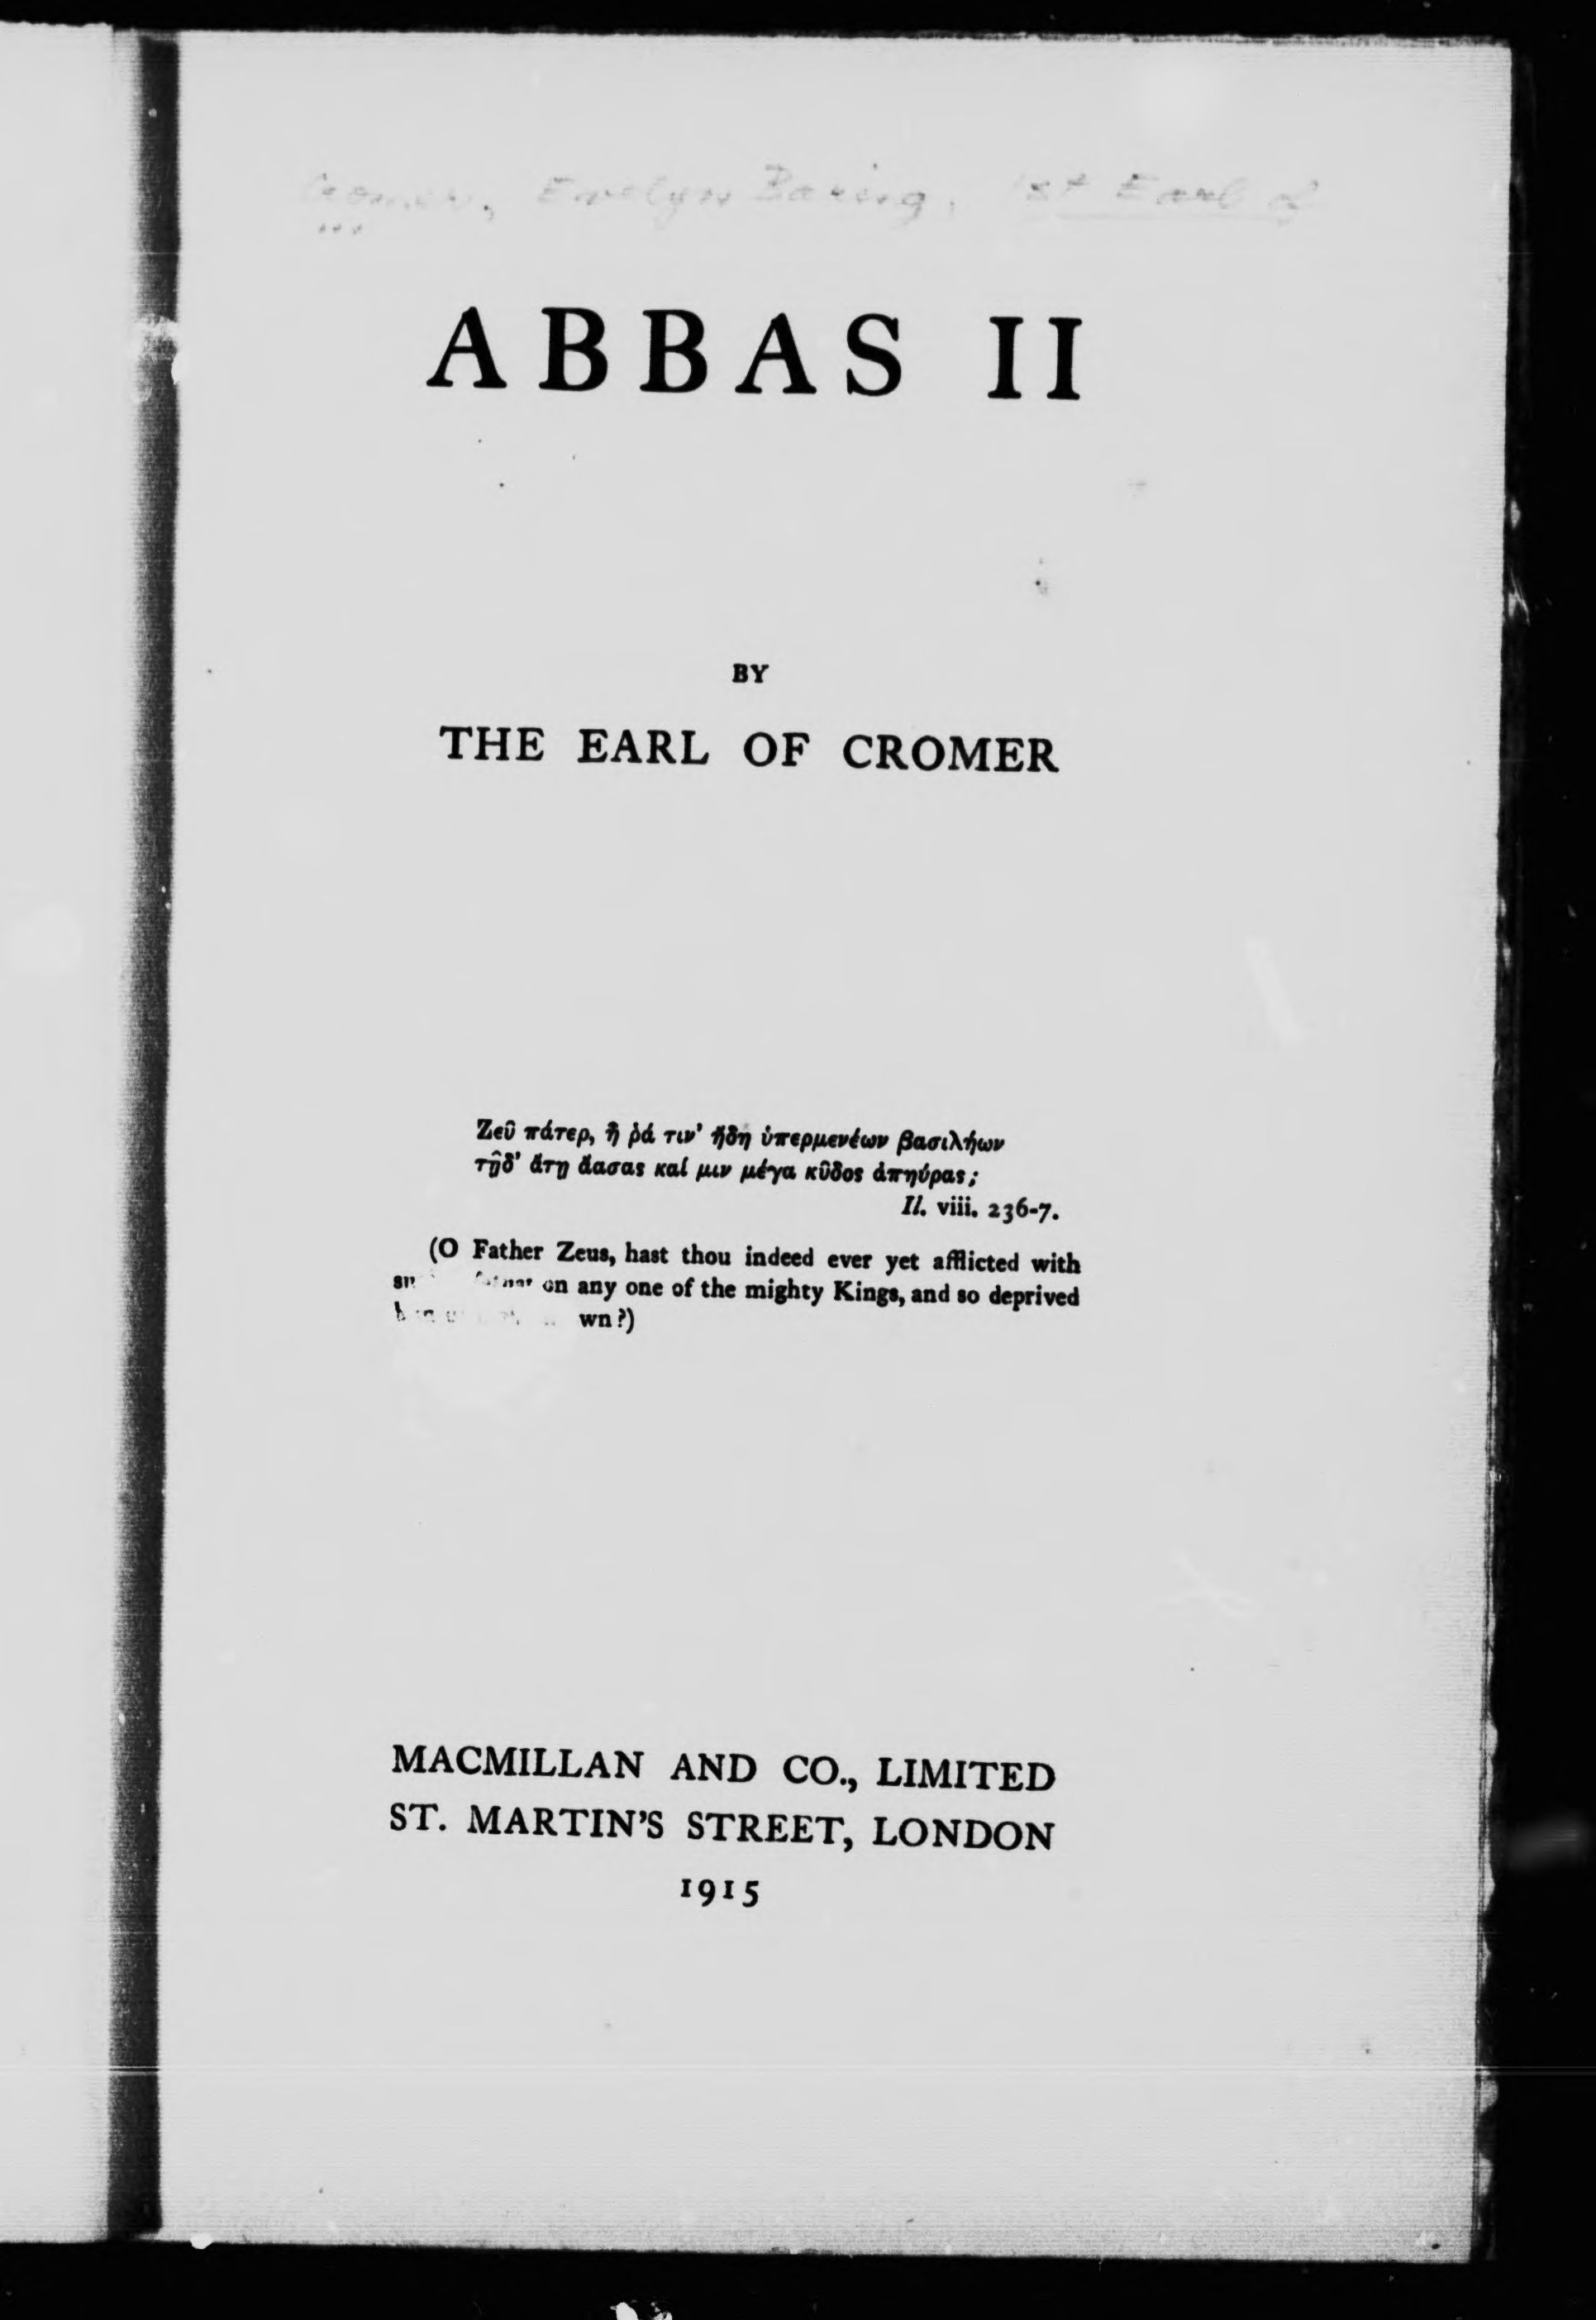 Cromer, Evelyn Baring, 1st Earl of
ABBAS II
BY
THE EARL OF CROMER
Ζεῦ πάτερ, ἦ ῥά τιν' ἤδη ὑπερμενέων βασιλήων
τῇδ' ἄτῃ ἄασας καί μιν μέγα κῦδος ἀπηύρας;
Il. viii. 236-7.
(O Father Zeus, hast thou indeed ever yet afflicted with
on any one of the mighty Kings, and so deprived
wn?)
MACMILLAN AND CO., LIMITED
ST. MARTIN'S STREET, LONDON
1915